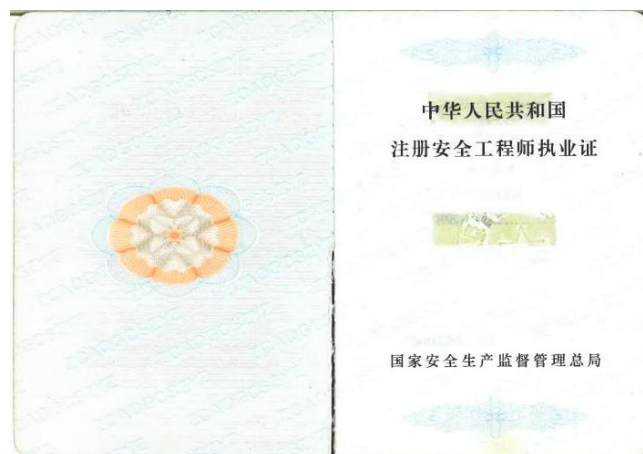 中华人民共和国
注册安全工程师执业证
国家安全生产监督管理总局